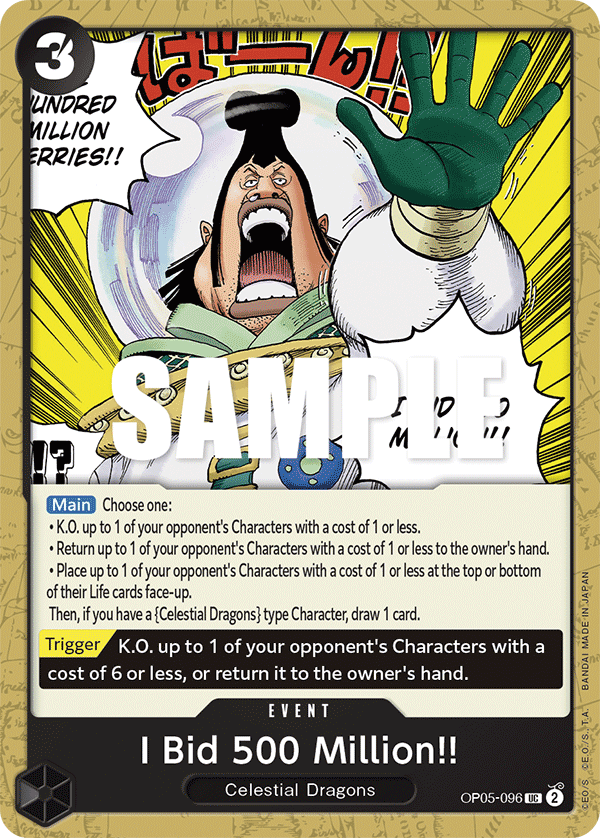 3
HUNDRED
MILLION
ERRIES!!
ばーん!!
SAMPLE
MILLION!!
!?
Main Choose one:
• K.O. up to 1 of your opponent's Characters with a cost of 1 or less.
• Return up to 1 of your opponent's Characters with a cost of 1 or less to the owner's hand.
• Place up to 1 of your opponent's Characters with a cost of 1 or less at the top or bottom
of their Life cards face-up.
Then, if you have a {Celestial Dragons} type Character, draw 1 card.
Trigger K.O. up to 1 of your opponent's Characters with a
cost of 6 or less, or return it to the owner's hand.
EVENT
I Bid 500 Million!!
Celestial Dragons
OP05-096 UC 2
©E.O./S. ©E.O./S.,T.A. BANDAI MADE IN JAPAN